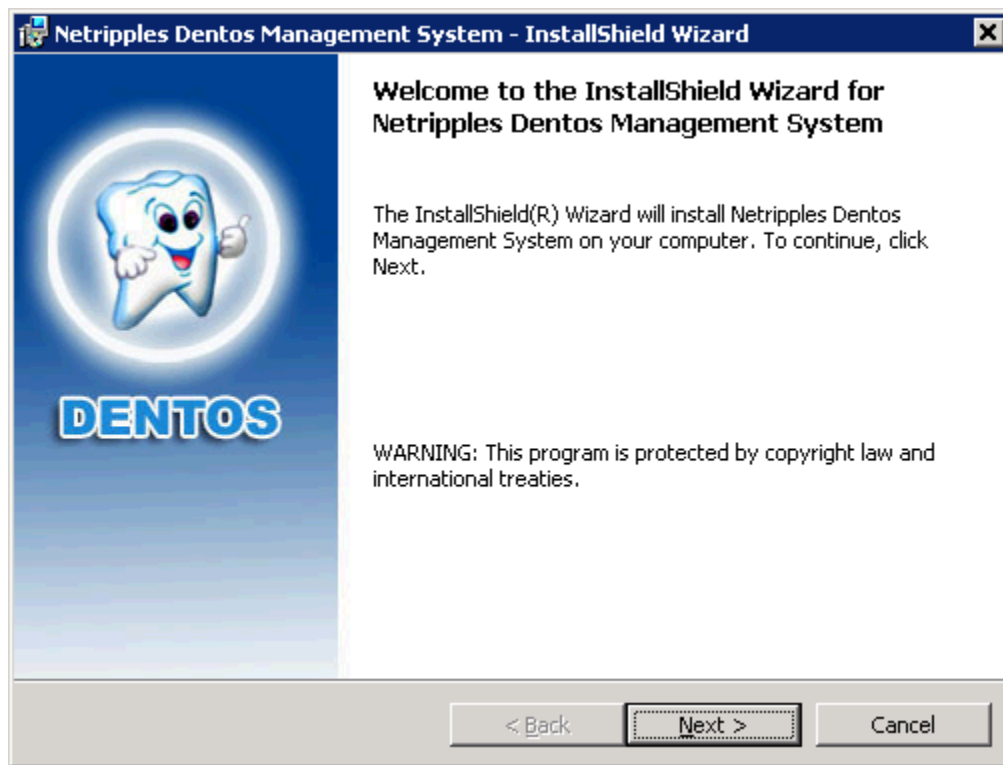 Netripples Dentos Management System - InstallShield Wizard
Welcome to the InstallShield Wizard for
Netripples Dentos Management System
The InstallShield(R) Wizard will install Netripples Dentos
Management System on your computer. To continue, click
Next.
DENTOS
WARNING: This program is protected by copyright law and
international treaties.
< Back
Next >
Cancel